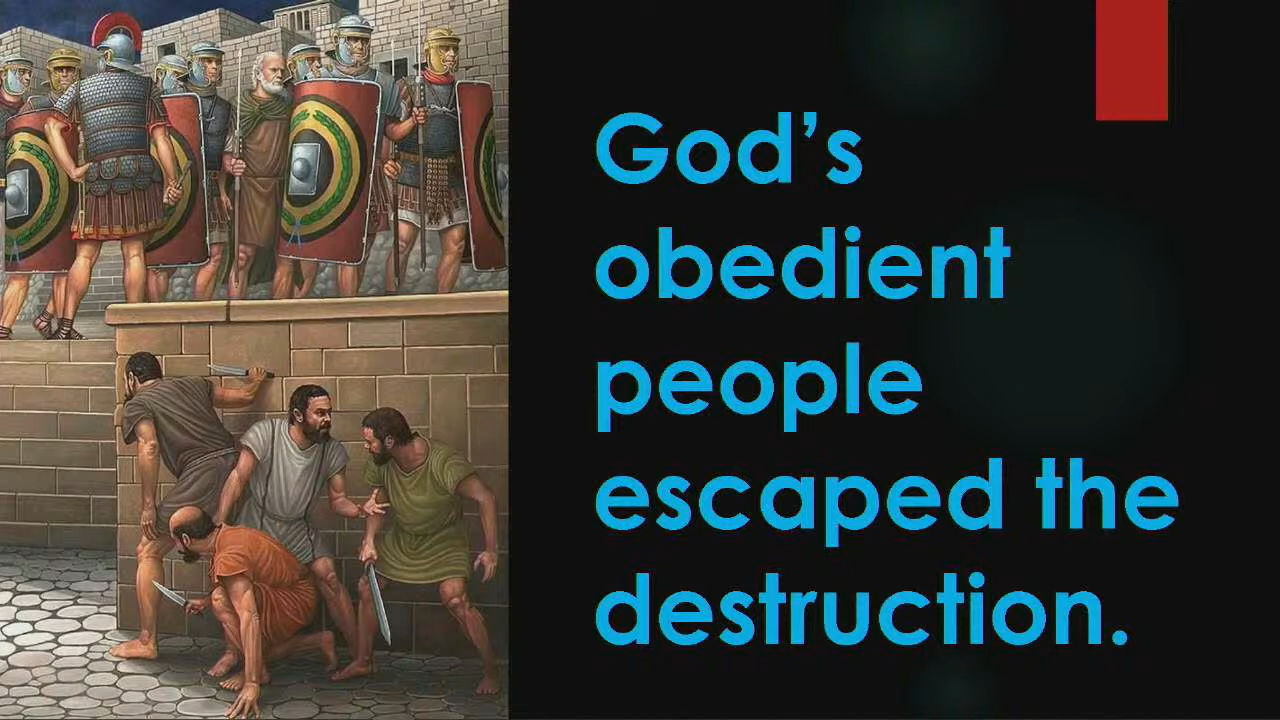 God’s
obedient
people
escaped the
destruction.